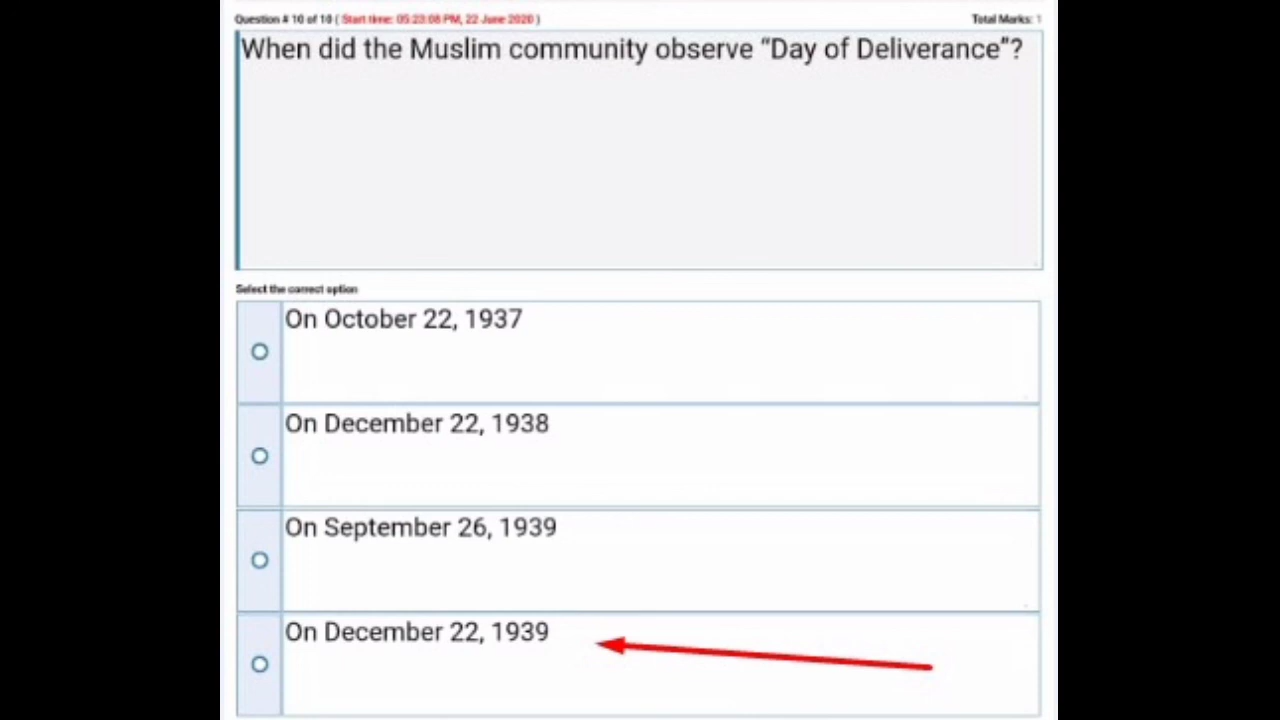 Question # 10 of 10 ( Start time: 05:23:08 PM, 22 June 2020 ) Total Marks: 1
When did the Muslim community observe “Day of Deliverance”?
Select the correct option
On October 22, 1937
On December 22, 1938
On September 26, 1939
On December 22, 1939